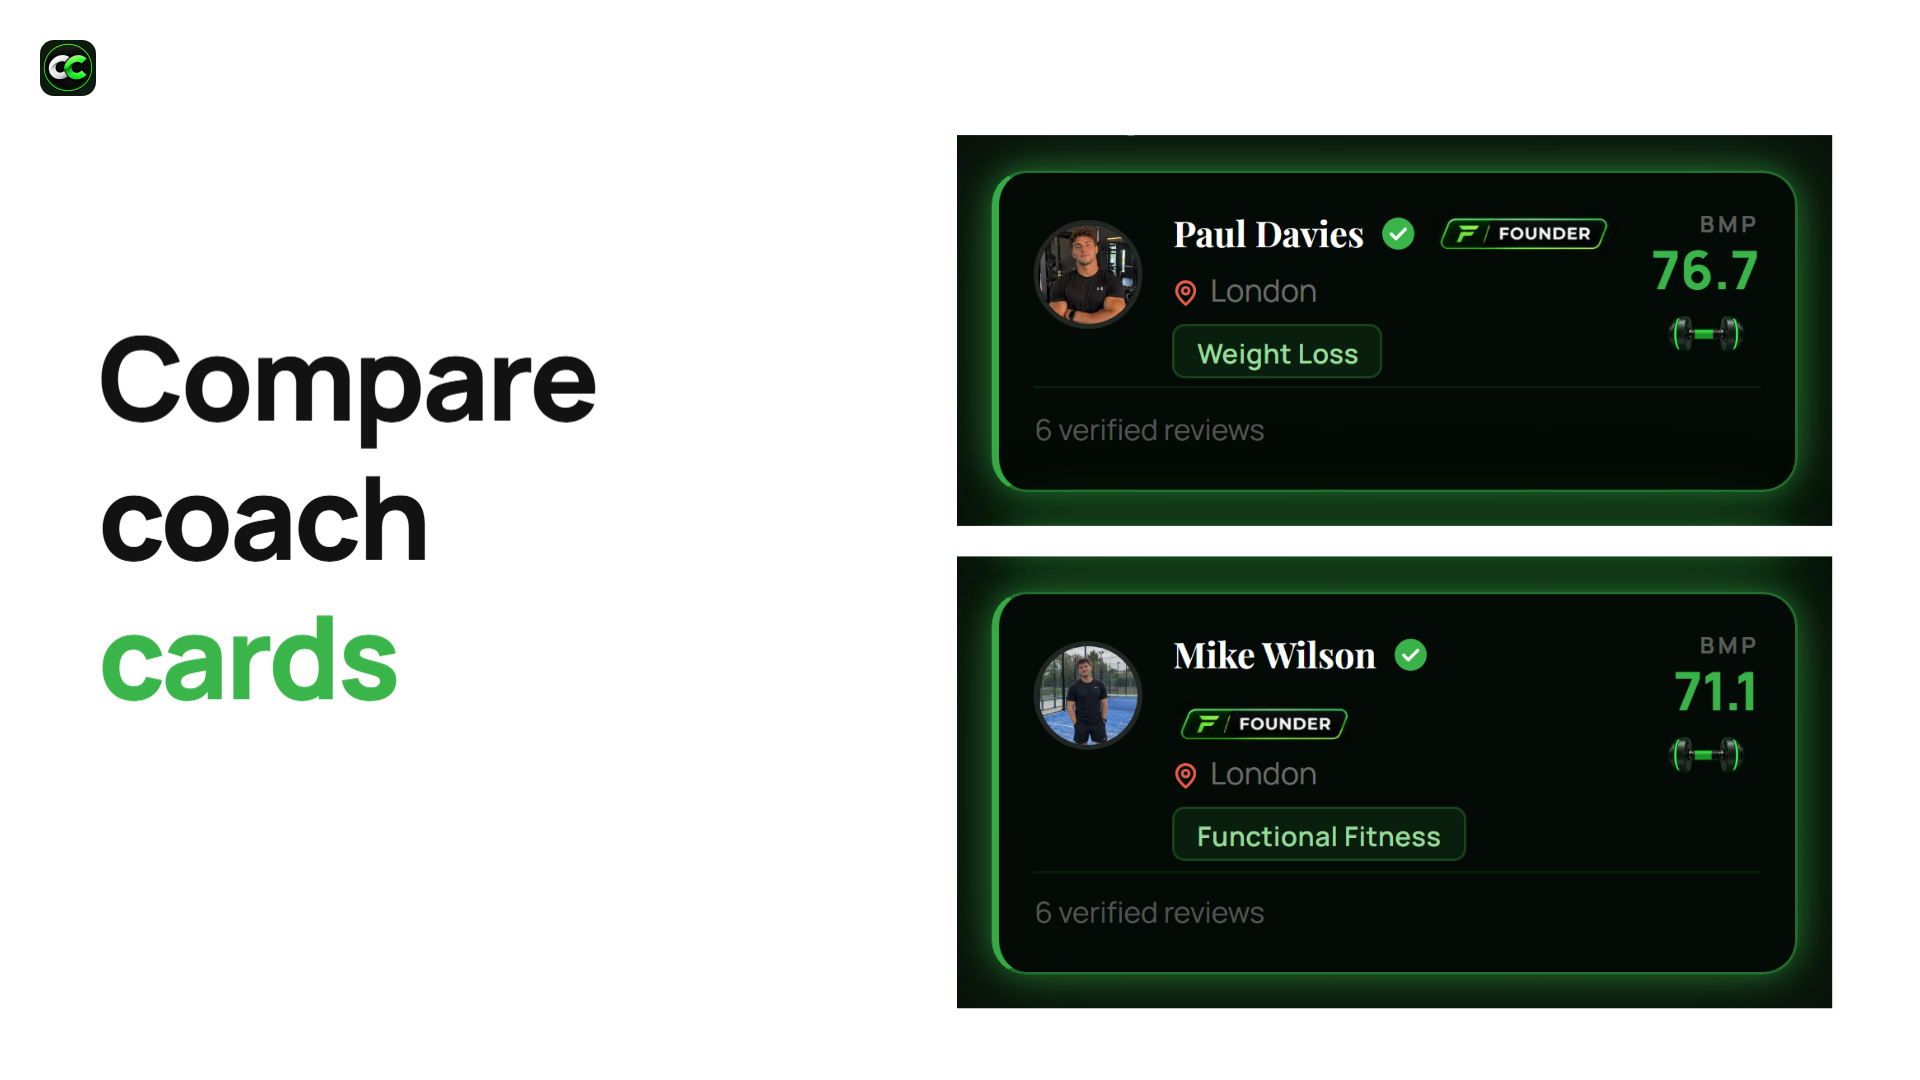 CC
Compare
coach
cards
Paul Davies
F / FOUNDER
BMP
76.7
London
Weight Loss
6 verified reviews
Mike Wilson
BMP
71.1
F / FOUNDER
London
Functional Fitness
6 verified reviews